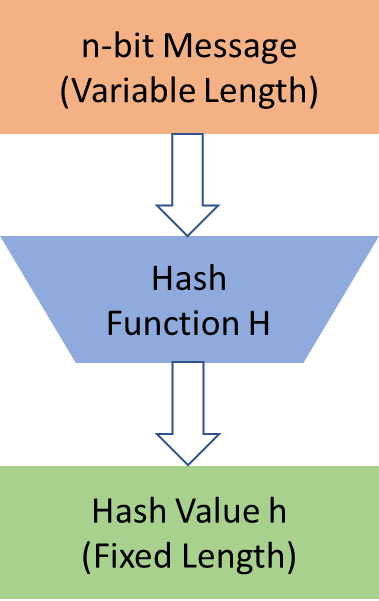 n-bit Message
(Variable Length)
Hash
Function H
Hash Value h
(Fixed Length)